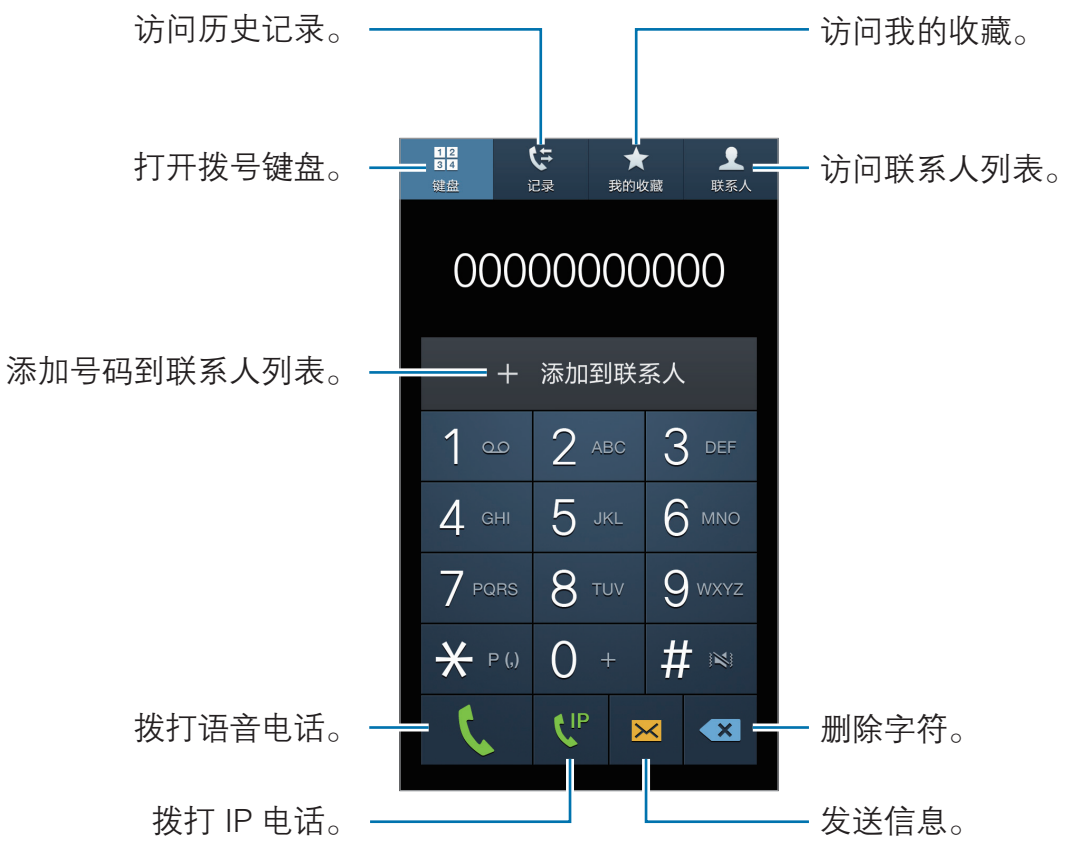 访问历史记录。
访问我的收藏。
打开拨号键盘。
1 2
3 4
键盘
记录
我的收藏
联系人
访问联系人列表。
00000000000
添加号码到联系人列表。
+ 添加到联系人
1 2 ABC 3 DEF
4 GHI 5 JKL 6 MNO
7 PQRS 8 TUV 9 WXYZ
* P (,) 0 + #
拨打语音电话。
IP
删除字符。
拨打 IP 电话。
发送信息。